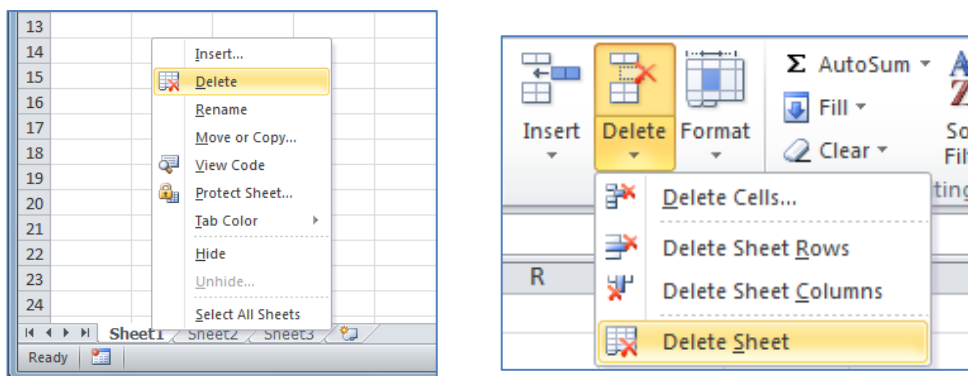 13
14
15
16
17
18
19
20
21
22
23
24
Insert...
Delete
Rename
Move or Copy...
View Code
Protect Sheet...
Tab Color
Hide
Unhide...
Select All Sheets
Sheet1 Sheet2 Sheet3
Ready
Insert Delete Format
Σ AutoSum
Fill
Clear
Delete Cells...
Delete Sheet Rows
Delete Sheet Columns
Delete Sheet
R